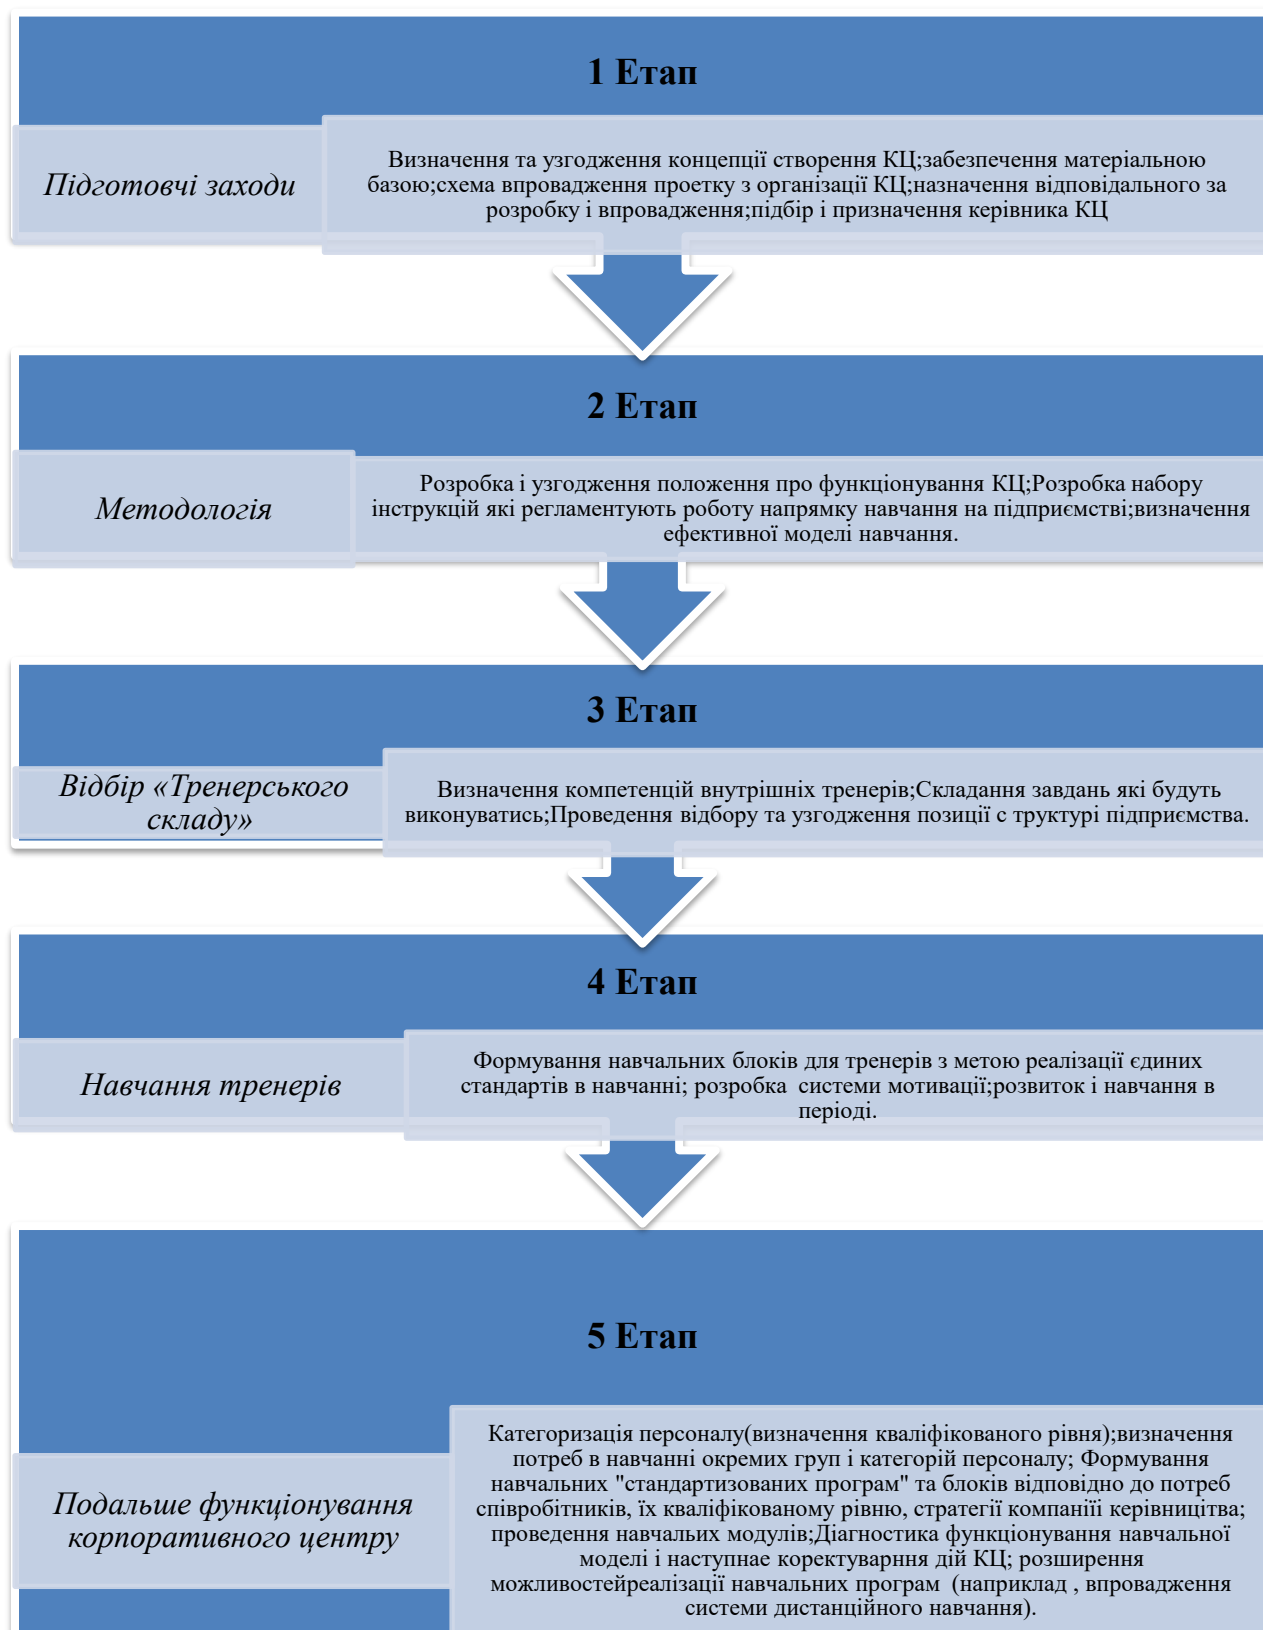 1 Етап
Підготовчі заходи
Визначення та узгодження концепції створення КЦ;забезпечення матеріальною
базою;схема впровадження проетку з організації КЦ;назначення відповідального за
розробку і впровадження;підбір і призначення керівника КЦ
2 Етап
Методологія
Розробка і узгодження положення про функціонування КЦ;Розробка набору
інструкцій які регламентують роботу напрямку навчання на підприємстві;визначення
ефективної моделі навчання.
3 Етап
Відбір «Тренерського
складу»
Визначення компетенцій внутрішніх тренерів;Складання завдань які будуть
виконуватись;Проведення відбору та узгодження позиції с труктурі підприємства.
4 Етап
Навчання тренерів
Формування навчальних блоків для тренерів з метою реалізації єдиних
стандартів в навчанні; розробка  системи мотивації;розвиток і навчання в
періоді.
5 Етап
Подальше функціонування
корпоративного центру
Категоризація персоналу(визначення кваліфікованого рівня);визначення
потреб в навчанні окремих груп і категорій персоналу; Формування
навчальних "стандартизованих програм" та блоків відповідно до потреб
співробітників, їх кваліфікованому рівню, стратегії компаніїі керівницітва;
проведення навчальих модулів;Діагностика функціонування навчальної
моделі і наступнае коректуварння дій КЦ; розширення
можливостейреалізації навчальних програм  (наприклад , впровадження
системи дистанційного навчання).